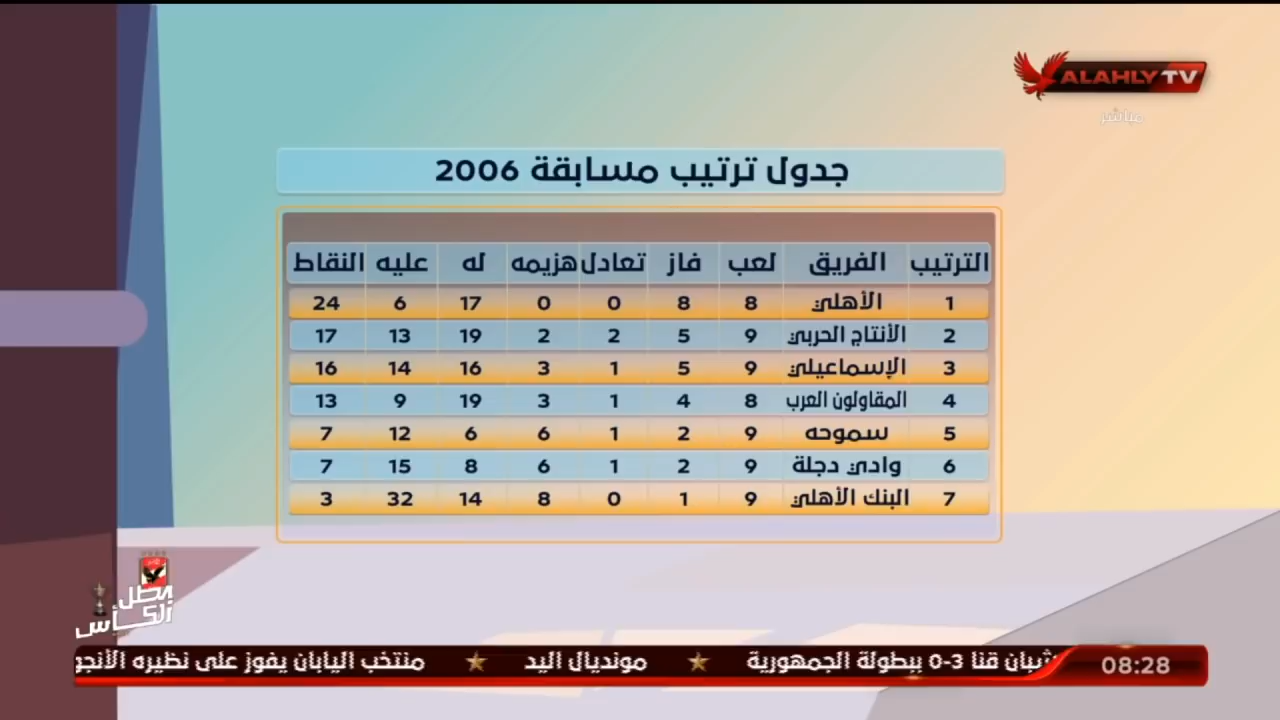 ALAHLY TV
مباشر
جدول ترتيب مسابقة 2006
الترتيب الفريق لعب فاز تعادل هزيمه له عليه النقاط
1 الأهلي 8 8 0 0 17 6 24
2 الأنتاج الحربي 9 5 2 2 19 13 17
3 الإسماعيلي 9 5 1 3 16 14 16
4 المقاولون العرب 8 4 1 3 19 9 13
5 سموحه 9 2 1 6 6 12 7
6 وادي دجلة 9 2 1 6 8 15 7
7 البنك الأهلي 9 1 0 8 14 32 3
بطل
الكأس
08:28 شبان قنا 3-0 ببطولة الجمهورية ★ مونديال اليد ★ منتخب اليابان يفوز على نظيره